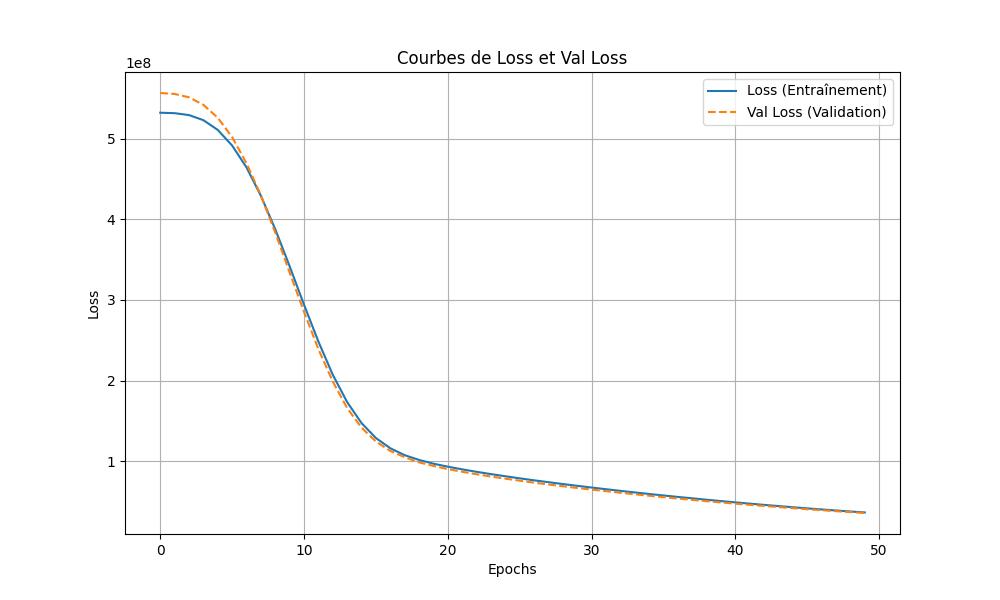 Courbes de Loss et Val Loss
1e8
Loss (Entraînement)
Val Loss (Validation)
5
4
3
2
1
Loss
0 10 20 30 40 50
Epochs